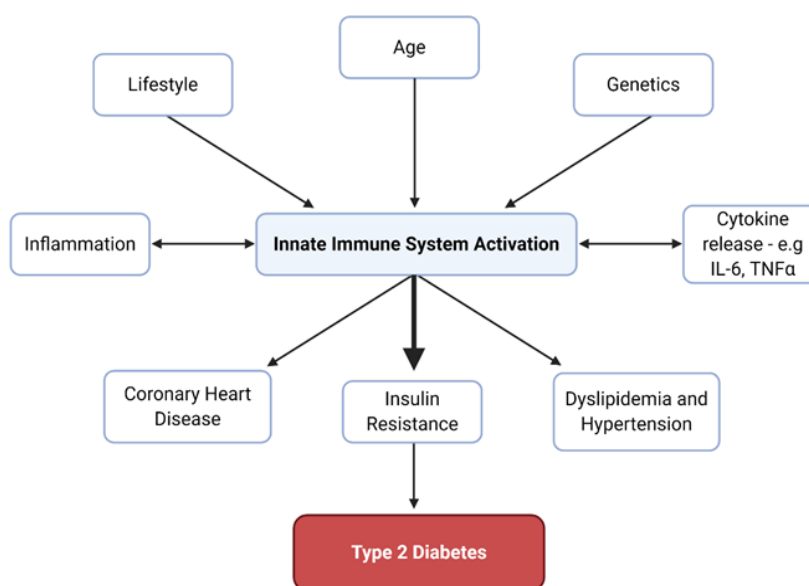 Age
Lifestyle
Genetics
Inflammation
Innate Immune System Activation
Cytokine
release - e.g
IL-6, TNFα
Coronary Heart
Disease
Insulin
Resistance
Dyslipidemia and
Hypertension
Type 2 Diabetes